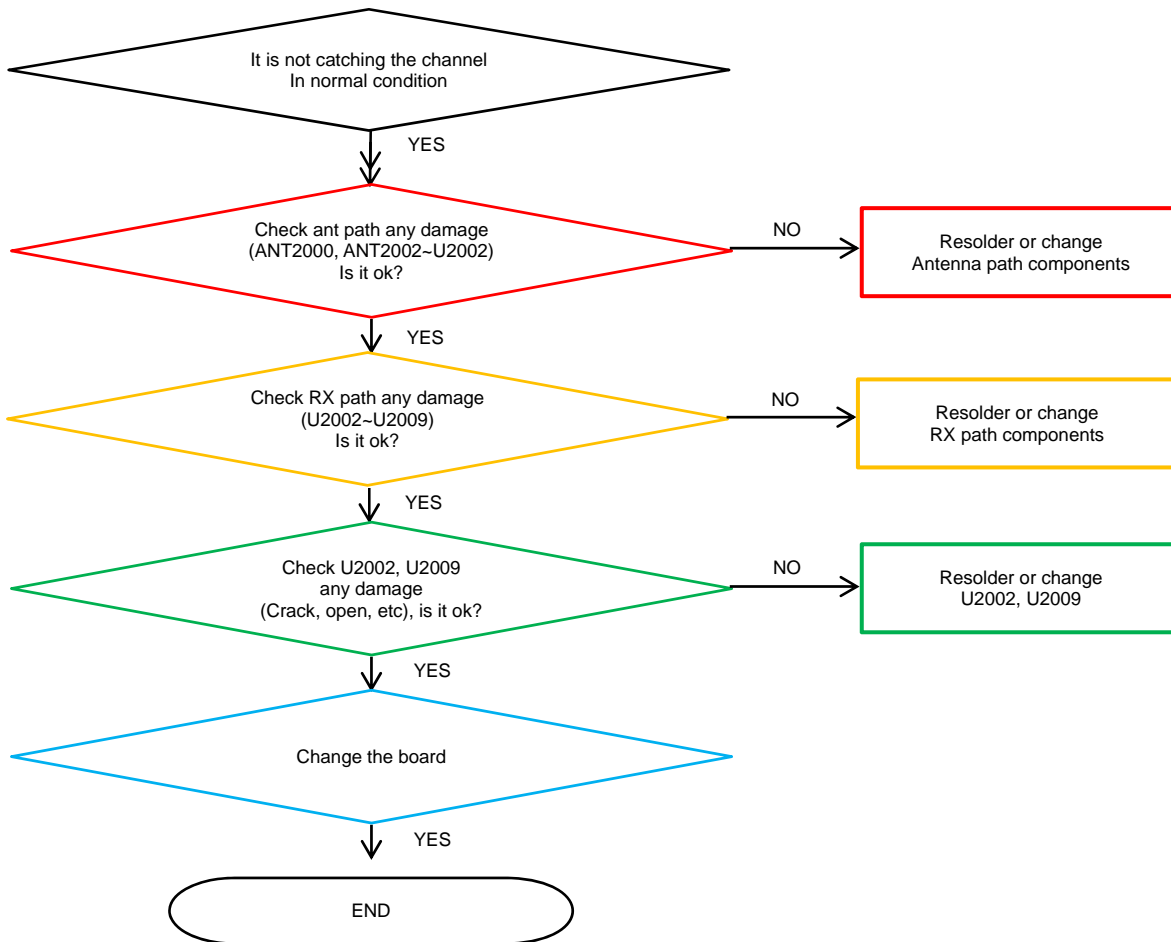 It is not catching the channel
In normal condition
YES
Check ant path any damage
(ANT2000, ANT2002~U2002)
Is it ok?
NO
Resolder or change
Antenna path components
YES
Check RX path any damage
(U2002~U2009)
Is it ok?
NO
Resolder or change
RX path components
YES
Check U2002, U2009
any damage
(Crack, open, etc), is it ok?
NO
Resolder or change
U2002, U2009
YES
Change the board
YES
END